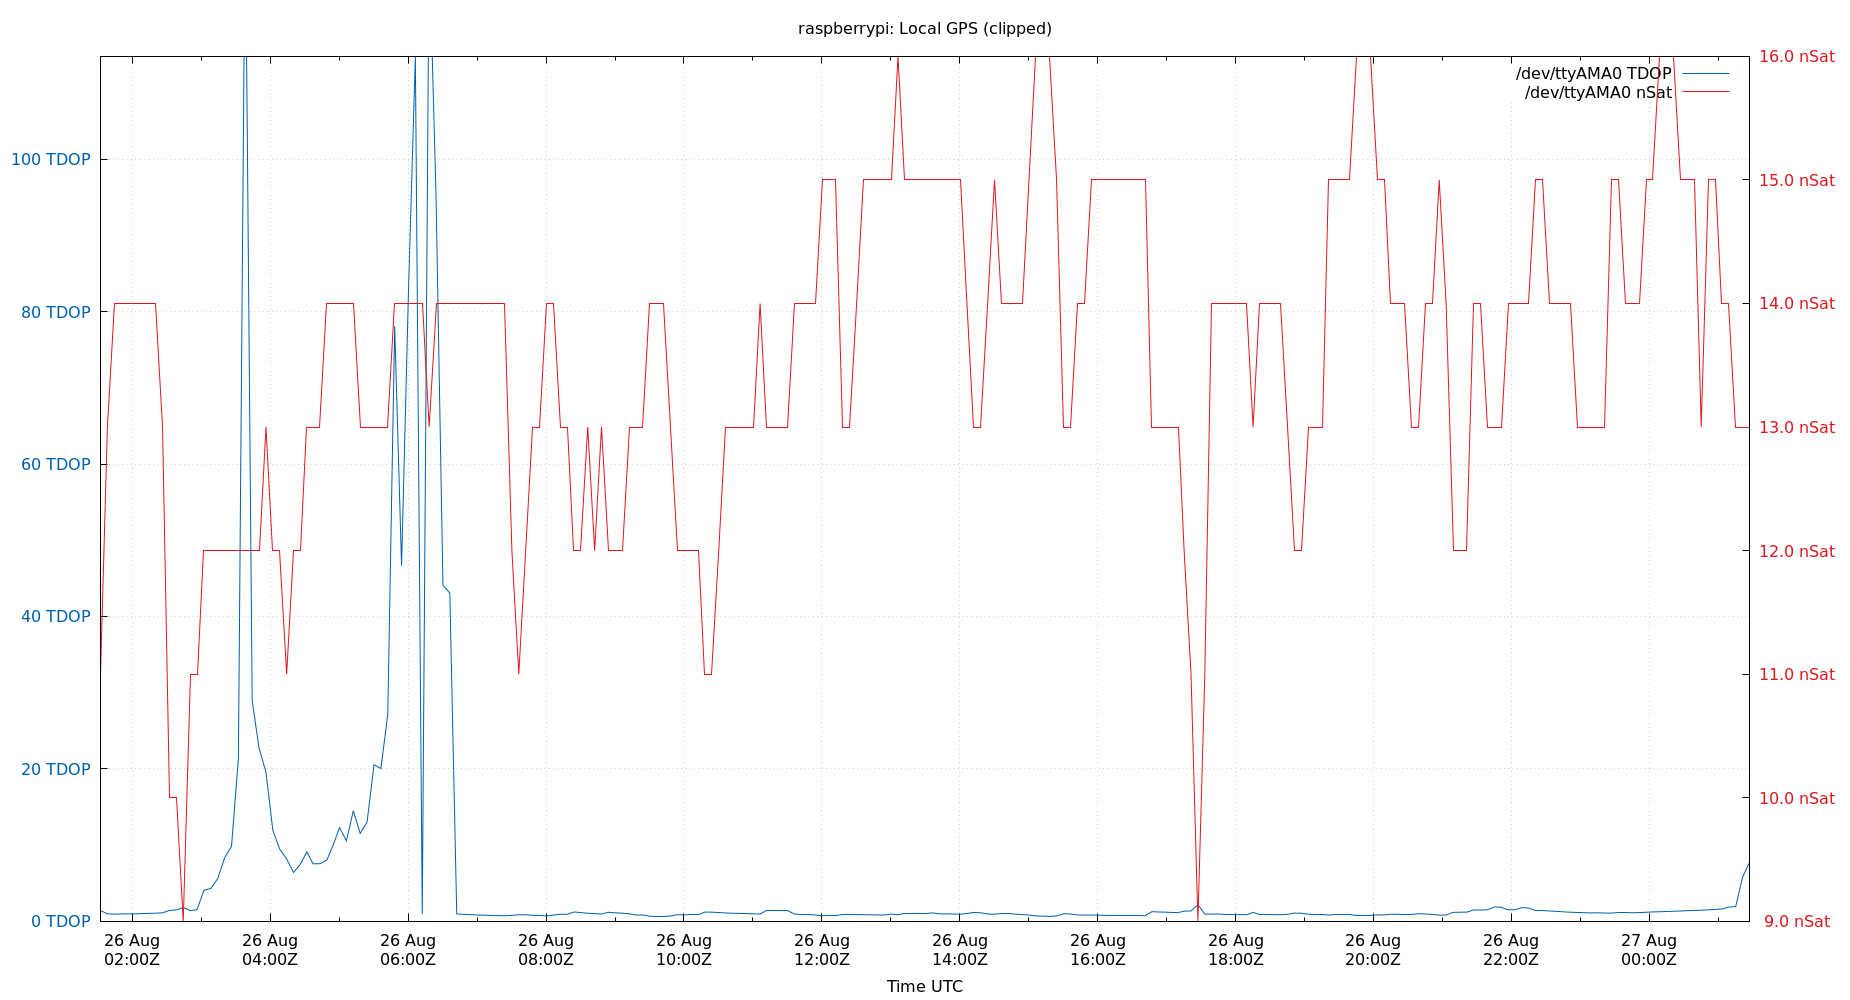 raspberrypi: Local GPS (clipped)
/dev/ttyAMA0 TDOP
/dev/ttyAMA0 nSat
100 TDOP
80 TDOP
60 TDOP
40 TDOP
20 TDOP
0 TDOP
16.0 nSat
15.0 nSat
14.0 nSat
13.0 nSat
12.0 nSat
11.0 nSat
10.0 nSat
9.0 nSat
26 Aug
02:00Z
26 Aug
04:00Z
26 Aug
06:00Z
26 Aug
08:00Z
26 Aug
10:00Z
26 Aug
12:00Z
26 Aug
14:00Z
26 Aug
16:00Z
26 Aug
18:00Z
26 Aug
20:00Z
26 Aug
22:00Z
27 Aug
00:00Z
Time UTC